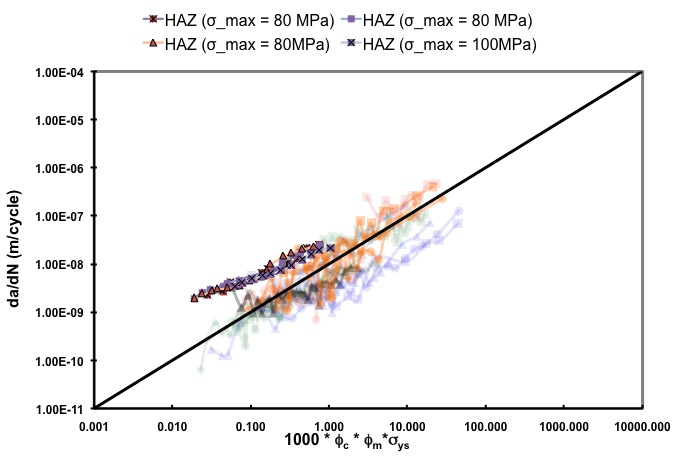 HAZ (σ_max = 80 MPa) HAZ (σ_max = 80 MPa)
HAZ (σ_max = 80MPa) HAZ (σ_max = 100MPa)
1.00E-04
1.00E-05
1.00E-06
1.00E-07
1.00E-08
1.00E-09
1.00E-10
1.00E-11
da/dN (m/cycle)
0.001 0.010 0.100 1.000 10.000 100.000 1000.000 10000.000
1000 * ϕc * ϕm*σys